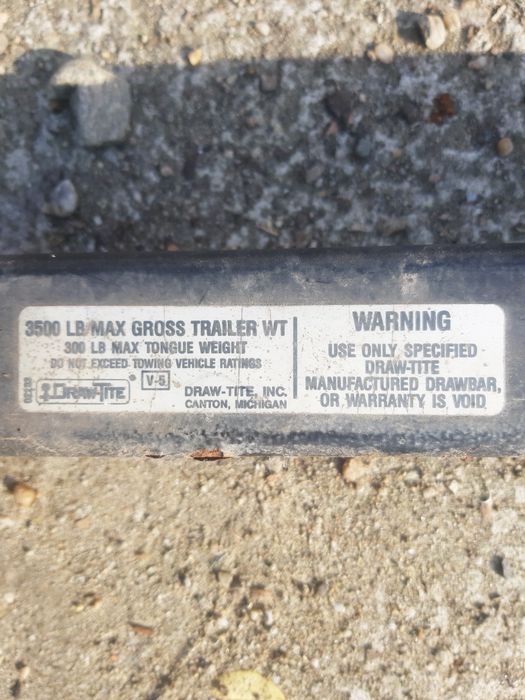 3500 LB MAX GROSS TRAILER WT
300 LB MAX TONGUE WEIGHT
DO NOT EXCEED TOWING VEHICLE RATINGS
DRAW-TITE
V-5
DRAW-TITE, INC.
CANTON, MICHIGAN
WARNING
USE ONLY SPECIFIED
DRAW-TITE
MANUFACTURED DRAWBAR,
OR WARRANTY IS VOID